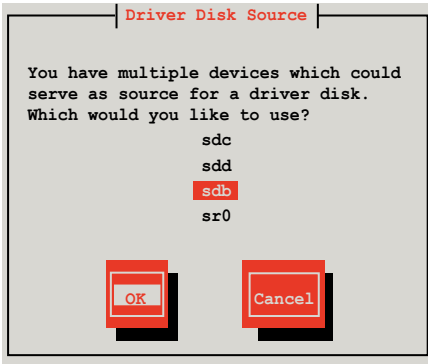 Driver Disk Source
You have multiple devices which could
serve as source for a driver disk.
Which would you like to use?
sdc
sdd
sdb
sr0
OK
Cancel